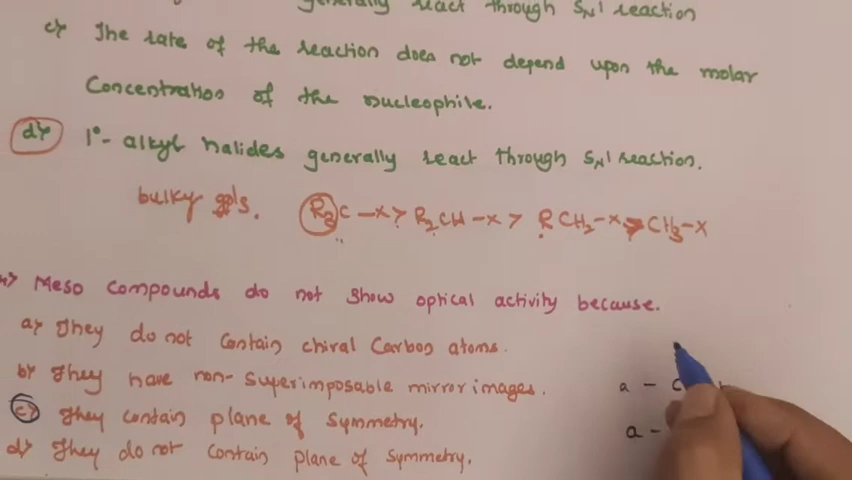 generally react through SN1 reaction
c) The rate of the reaction does not depend upon the molar
Concentration of the nucleophile.
d) 1°- alkyl halides generally react through SN1 reaction.
bulky gps. R3C-X > R2CH-X > RCH2-X > CH3-X
Meso compounds do not show optical activity because.
a) They do not contain chiral Carbon atoms.
b) They have non-superimposable mirror images.
a - C
c) They contain plane of symmetry.
a -
d) They do not contain plane of symmetry.